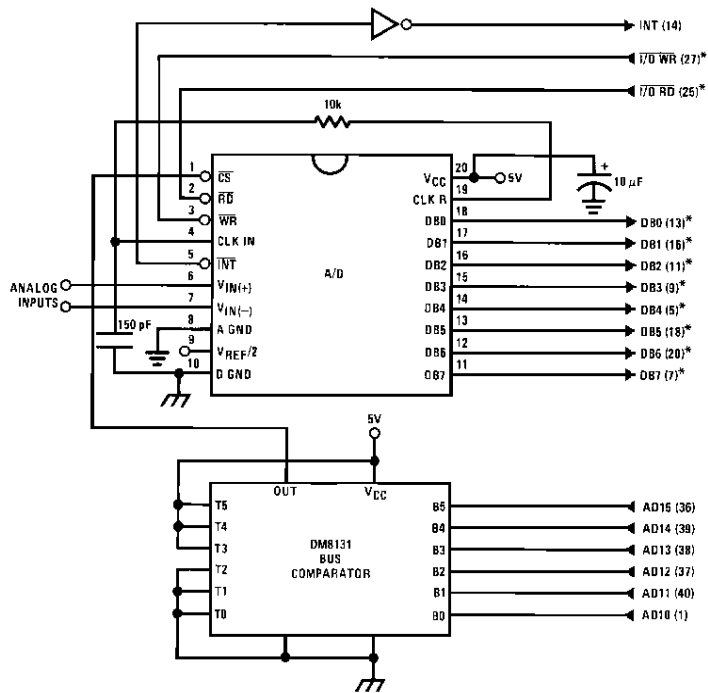 INT (14)
I/O WR (27)*
I/O RD (25)*
10k
1 CS
2 RD
3 WR
4 CLK IN
5 INT
6 VIN(+)
7 VIN(−)
8 A GND
9 VREF/2
10 D GND
ANALOG
INPUTS
150 pF
A/D
VCC 20
5V
+
10 μF
CLK R 19
DB0 18 DB0 (13)*
DB1 17 DB1 (16)*
DB2 16 DB2 (11)*
DB3 15 DB3 (9)*
DB4 14 DB4 (5)*
DB5 13 DB5 (18)*
DB6 12 DB6 (20)*
DB7 11 DB7 (7)*
5V
OUT
VCC
T5
T4
T3
T2
T1
T0
DM8131
BUS
COMPARATOR
B5 AD15 (36)
B4 AD14 (39)
B3 AD13 (38)
B2 AD12 (37)
B1 AD11 (40)
B0 AD10 (1)